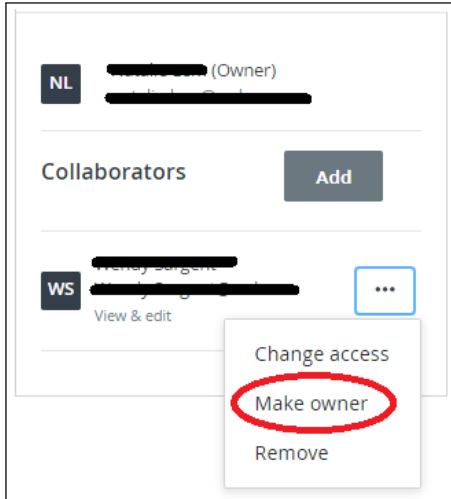 NL
(Owner)
Collaborators
Add
WS
View & edit
...
Change access
Make owner
Remove